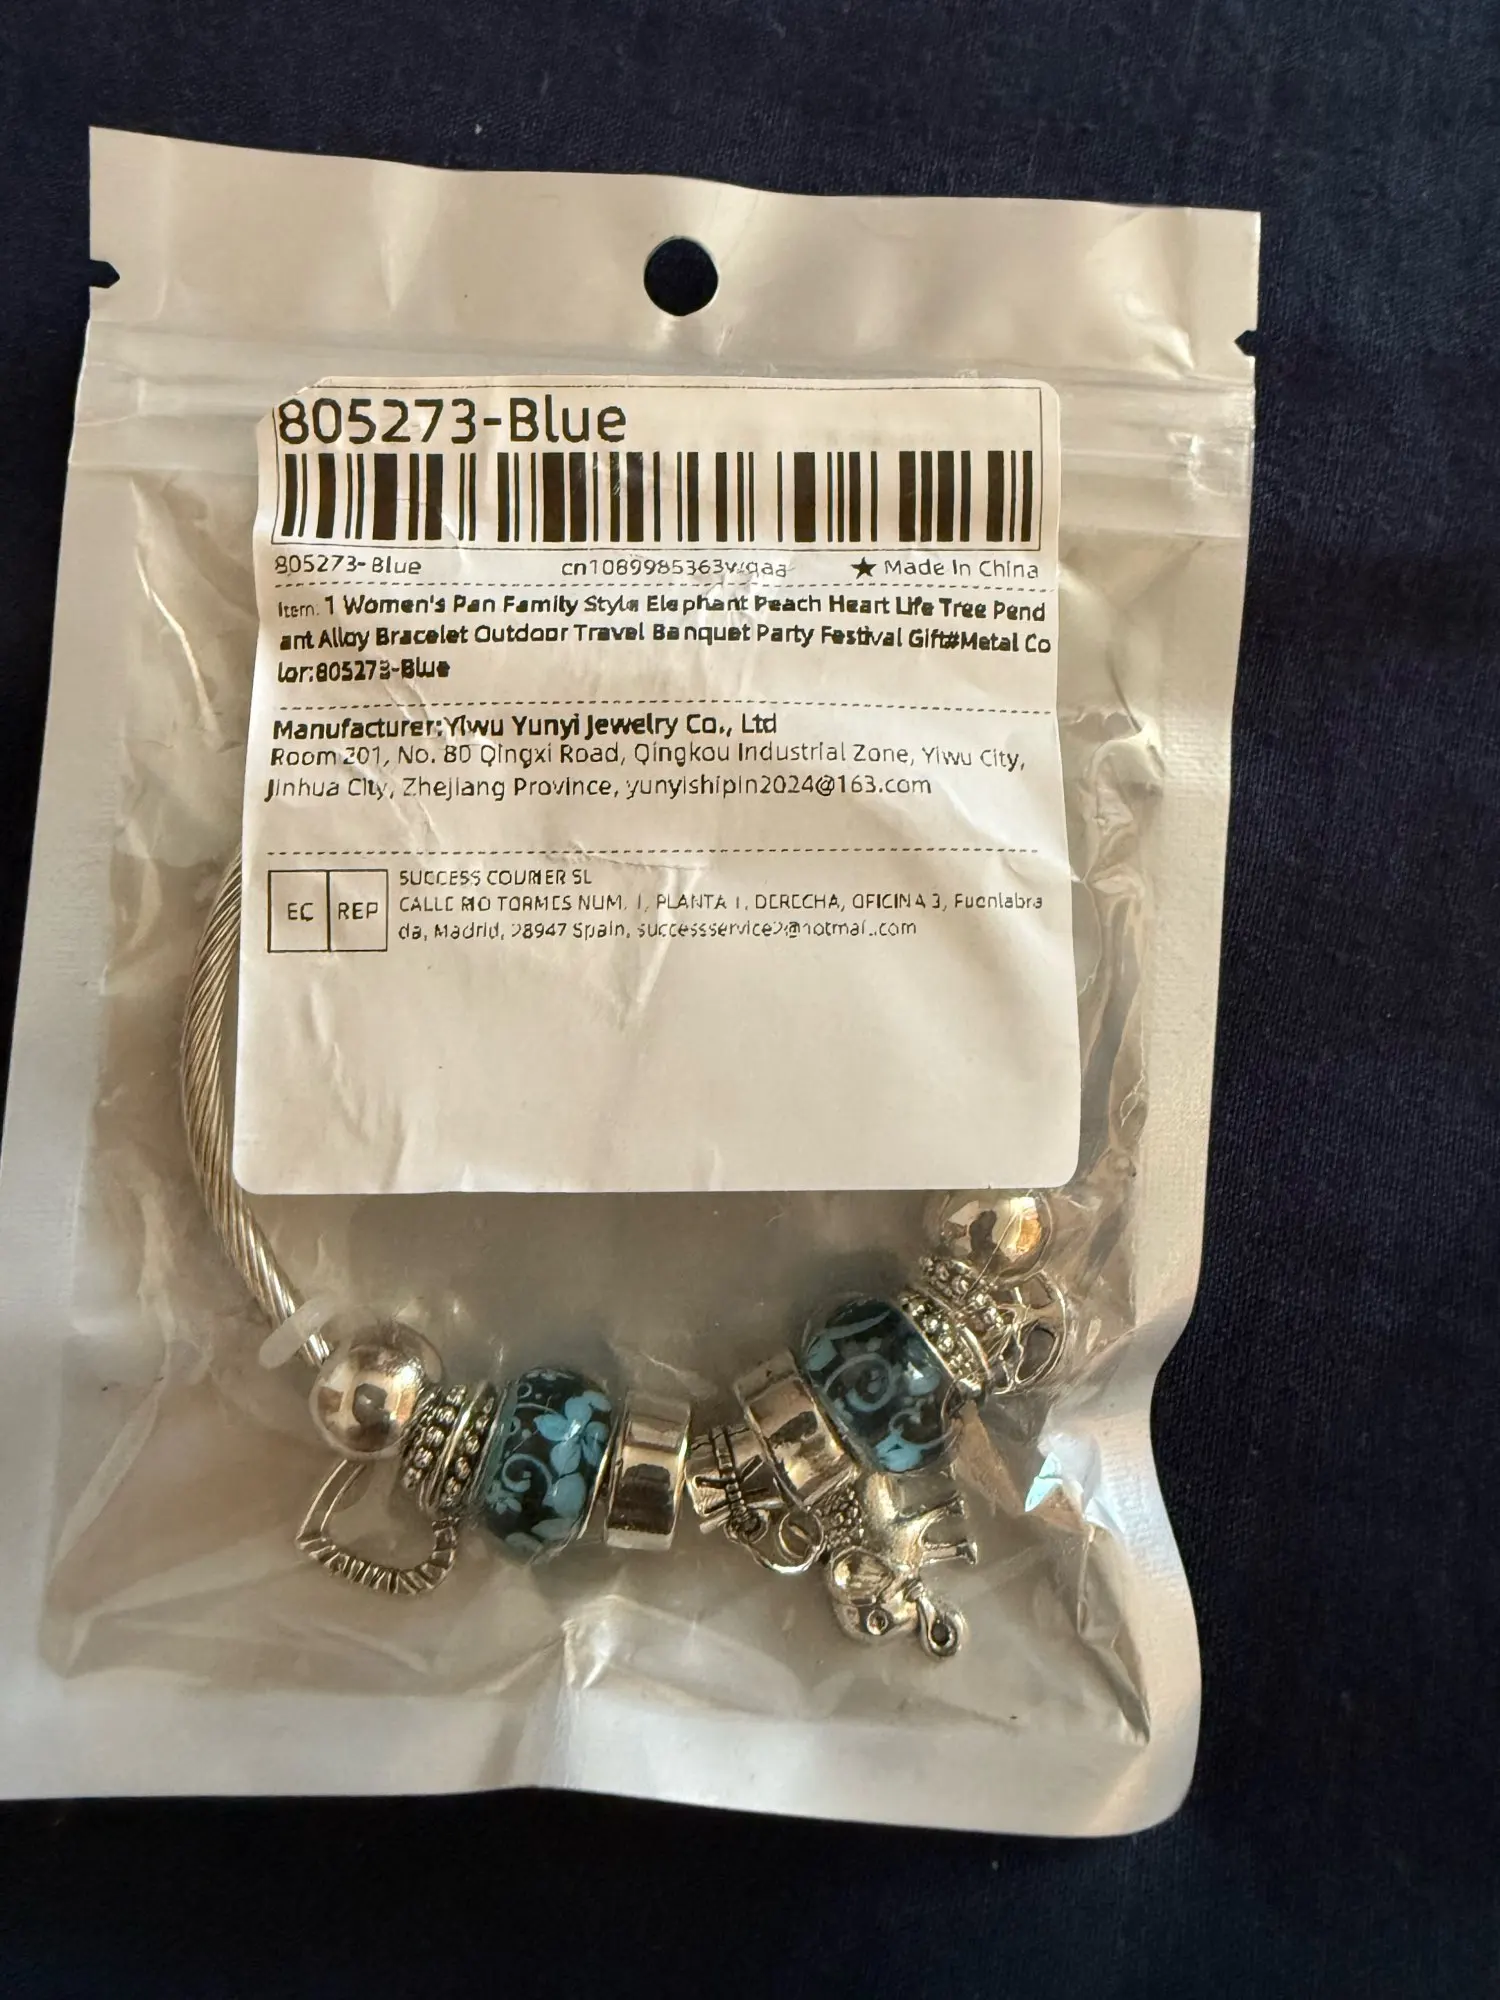 805273-Blue
805273-Blue
★ Made In China
Item: 1 Women's Pan Family Style Elephant Peach Heart Life Tree Pend
ant Alloy Bracelet Outdoor Travel Banquet Party Festival Gift#Metal Co
lor:805273-Blue
Manufacturer:Yiwu Yunyi Jewelry Co., Ltd
Room 201, No. 80 Qingxi Road, Qingkou Industrial Zone, Yiwu City,
Jinhua City, Zhejiang Province, yunyishipin2024@163.com
EC REP
SUCCESS COURIER SL
CALLE RIO TORMES NUM. 1, PLANTA 1, DERECHA, OFICINA 3, Fuenlabra
da, Madrid, 28947 Spain,